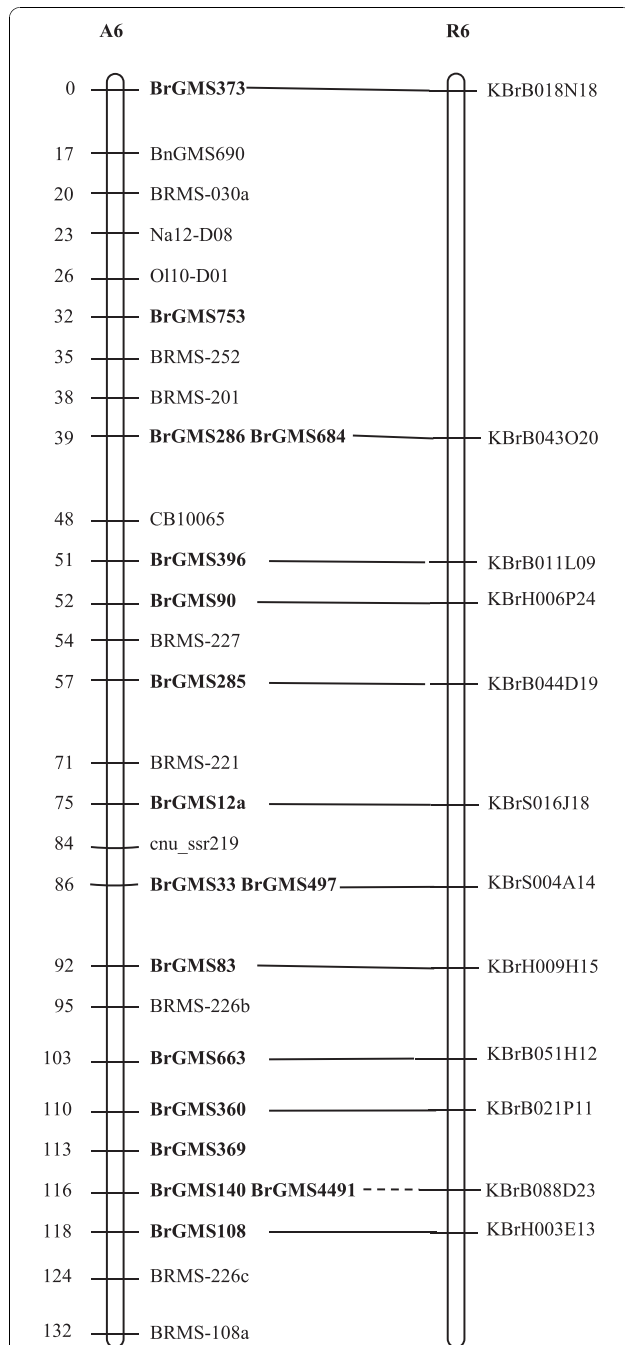 A6 R6
0 BrGMS373 KBrB018N18
17 BnGMS690
20 BRMS-030a
23 Na12-D08
26 Ol10-D01
32 BrGMS753
35 BRMS-252
38 BRMS-201
39 BrGMS286 BrGMS684 KBrB043O20
48 CB10065
51 BrGMS396 KBrB011L09
52 BrGMS90 KBrH006P24
54 BRMS-227
57 BrGMS285 KBrB044D19
71 BRMS-221
75 BrGMS12a KBrS016J18
84 cnu_ssr219
86 BrGMS33 BrGMS497 KBrS004A14
92 BrGMS83 KBrH009H15
95 BRMS-226b
103 BrGMS663 KBrB051H12
110 BrGMS360 KBrB021P11
113 BrGMS369
116 BrGMS140 BrGMS4491 KBrB088D23
118 BrGMS108 KBrH003E13
124 BRMS-226c
132 BRMS-108a